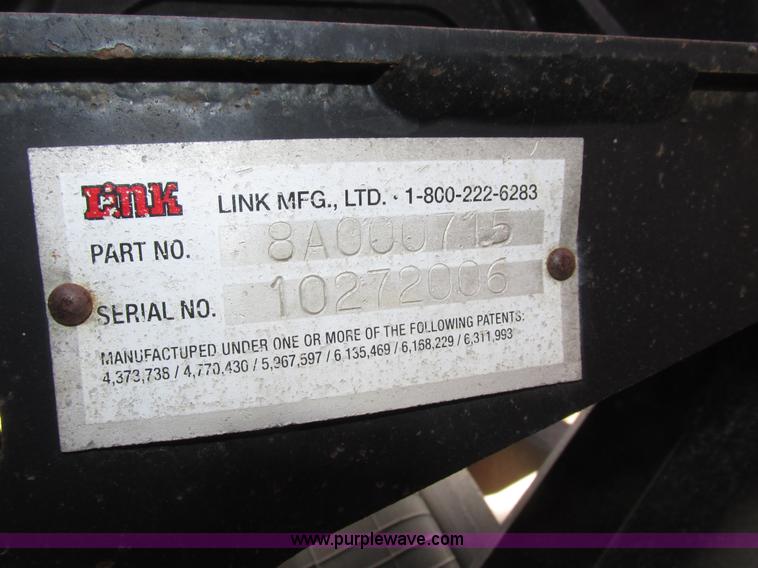 LINK LINK MFG., LTD. · 1-800-222-6283
PART NO. 8A000715
SERIAL NO. 10272006
MANUFACTUPED UNDER ONE OR MORE OF THE FOLLOWING PATENTS:
4,373,738 / 4,770,430 / 5,967,597 / 6,135,469 / 6,168,229 / 6,311,993
www.purplewave.com